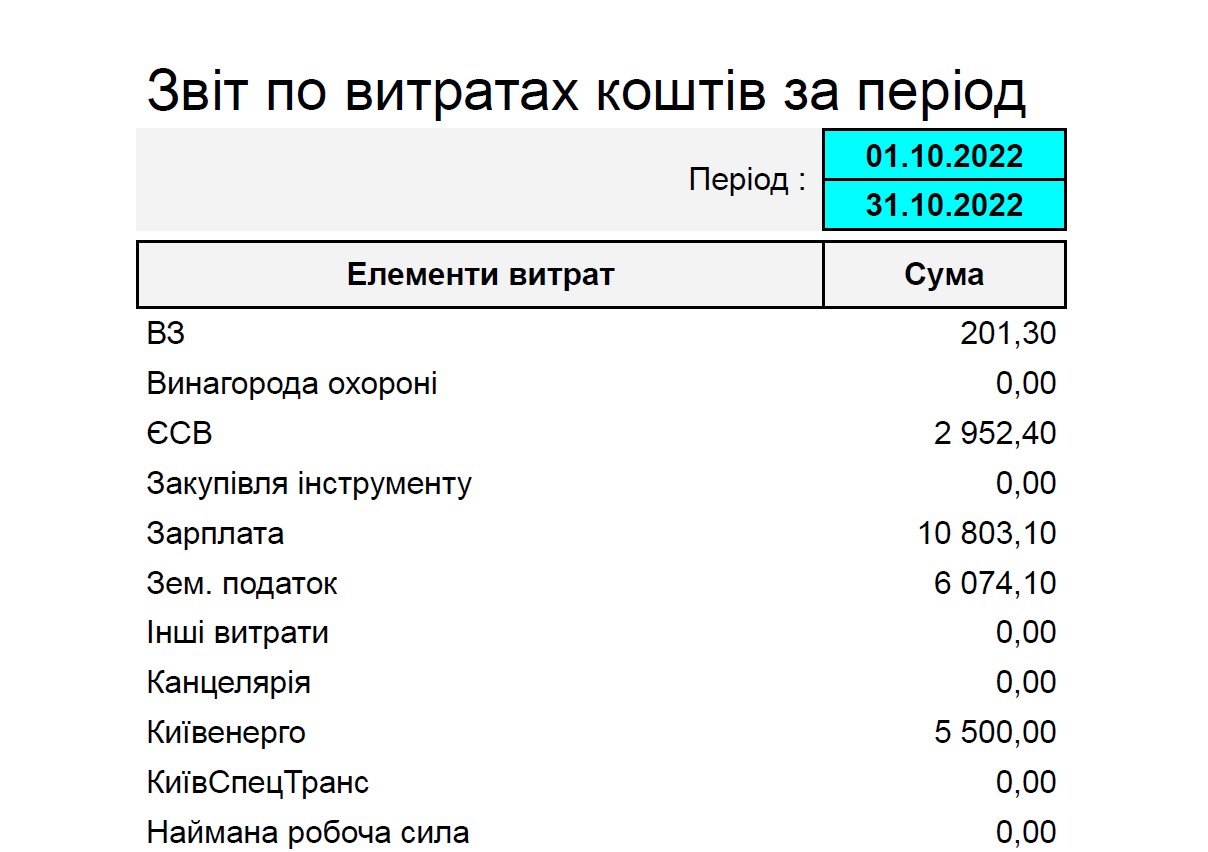 Звіт по витратах коштів за період
Період :
01.10.2022
31.10.2022
Елементи витрат Сума
ВЗ 201,30
Винагорода охороні 0,00
ЄСВ 2 952,40
Закупівля інструменту 0,00
Зарплата 10 803,10
Зем. податок 6 074,10
Інші витрати 0,00
Канцелярія 0,00
Київенерго 5 500,00
КиївСпецТранс 0,00
Наймана робоча сила 0,00